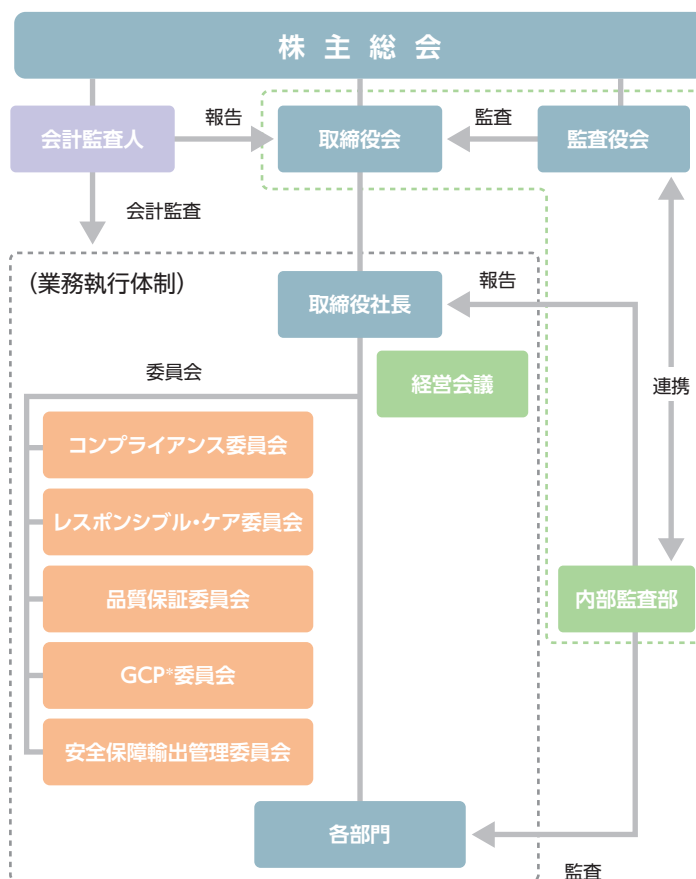 株主総会
会計監査人
報告
取締役会
監査
監査役会
会計監査
(業務執行体制)
取締役社長
報告
委員会
経営会議
連携
コンプライアンス委員会
レスポンシブル・ケア委員会
品質保証委員会
内部監査部
GCP*委員会
安全保障輸出管理委員会
各部門
監査